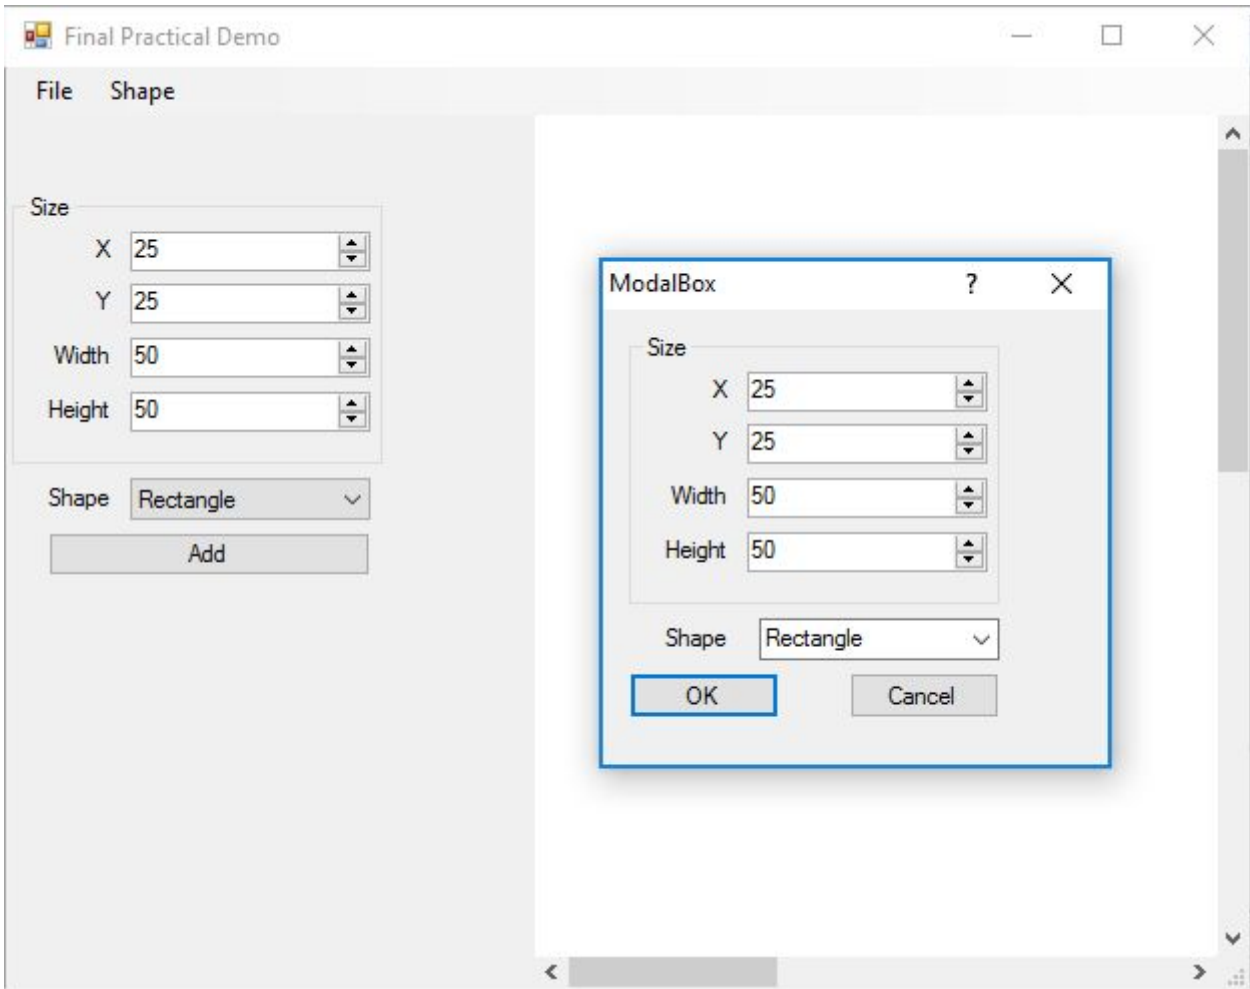 Final Practical Demo
File Shape
Size
X 25
Y 25
Width 50
Height 50
Shape Rectangle
Add
ModalBox ?
Size
X 25
Y 25
Width 50
Height 50
Shape Rectangle
OK Cancel